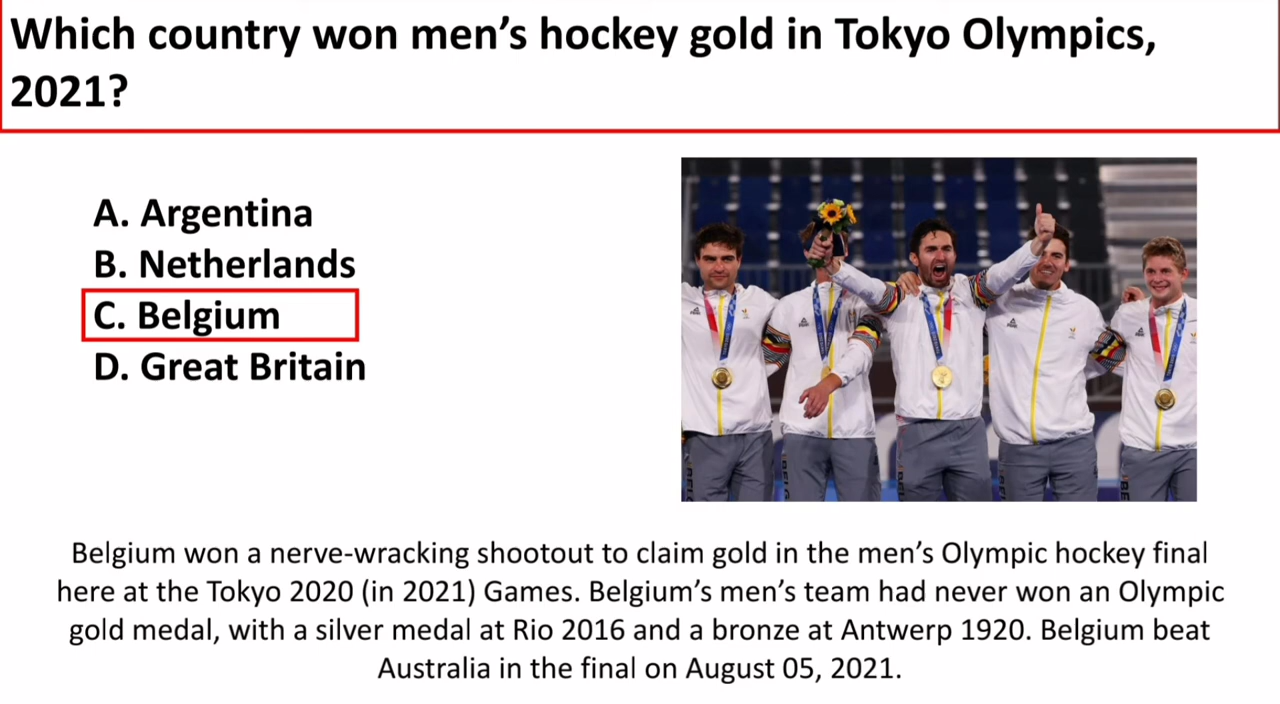 Which country won men’s hockey gold in Tokyo Olympics,
2021?
A. Argentina
B. Netherlands
C. Belgium
D. Great Britain
Belgium won a nerve-wracking shootout to claim gold in the men’s Olympic hockey final
here at the Tokyo 2020 (in 2021) Games. Belgium’s men’s team had never won an Olympic
gold medal, with a silver medal at Rio 2016 and a bronze at Antwerp 1920. Belgium beat
Australia in the final on August 05, 2021.